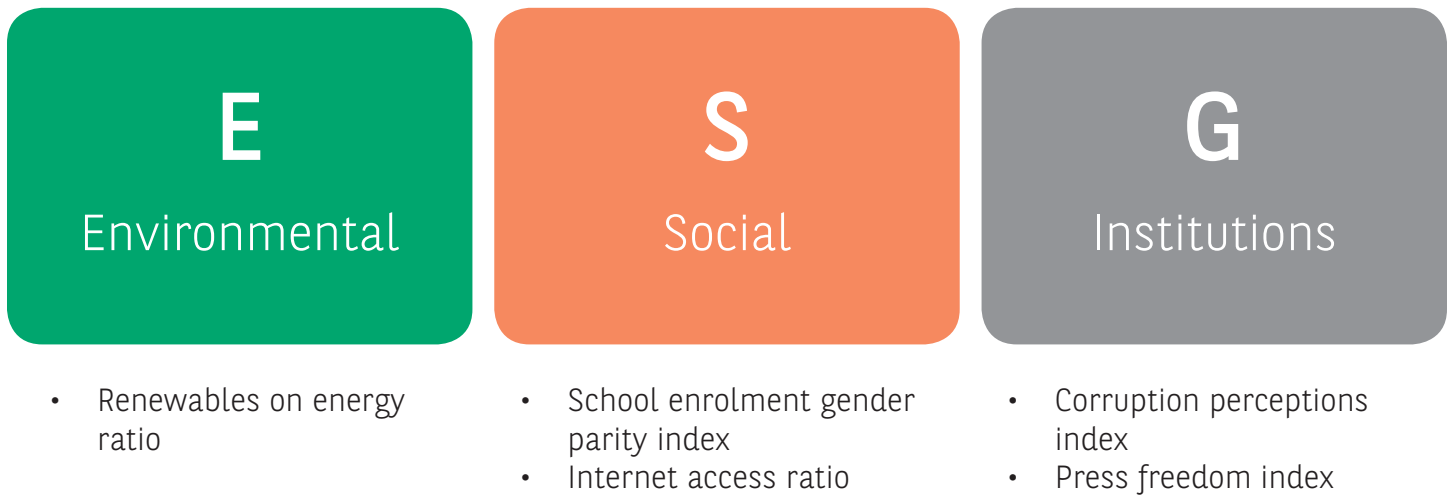 E
Environmental
• Renewables on energy
ratio
S
Social
• School enrolment gender
parity index
• Internet access ratio
G
Institutions
• Corruption perceptions
index
• Press freedom index